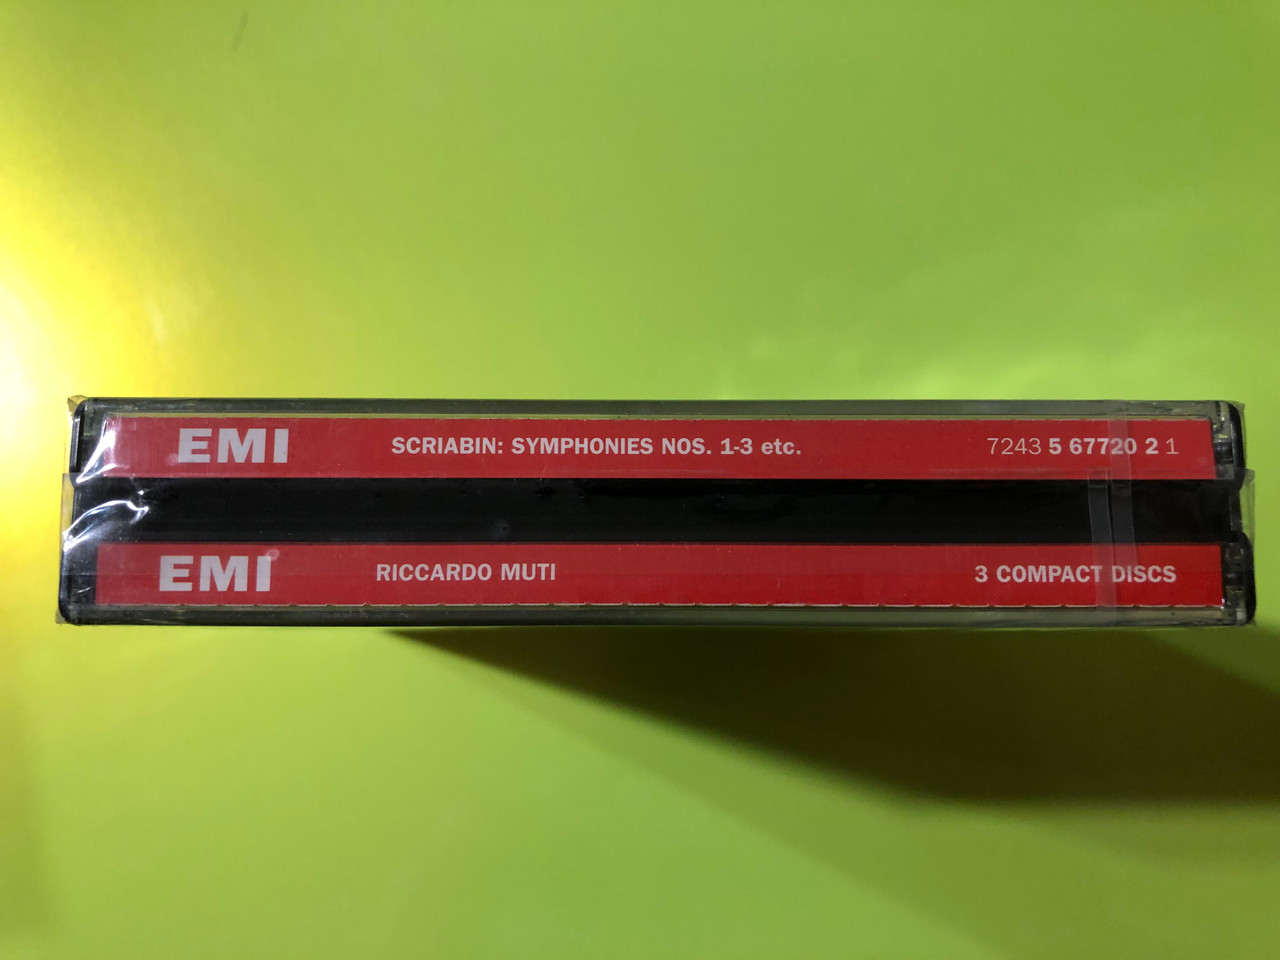 EMI SCRIABIN: SYMPHONIES NOS. 1-3 etc. 7243 5 67720 2 1
EMI RICCARDO MUTI 3 COMPACT DISCS